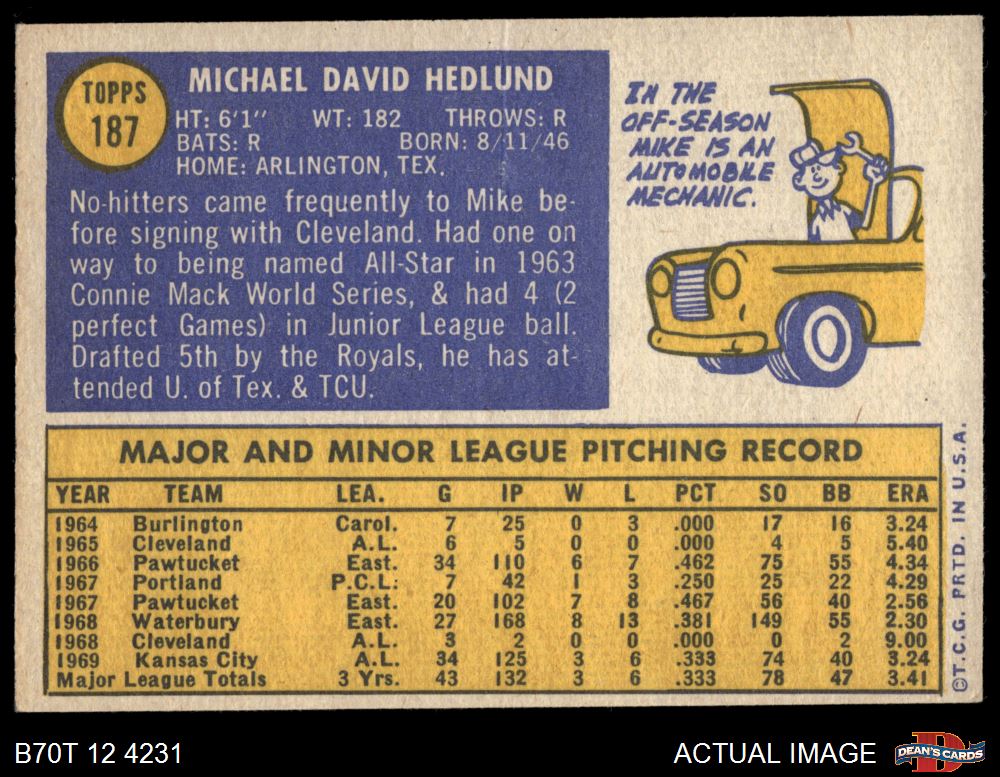 TOPPS
187
MICHAEL DAVID HEDLUND
HT: 6'1" WT: 182 THROWS: R
BATS: R BORN: 8/11/46
HOME: ARLINGTON, TEX.
No-hitters came frequently to Mike be-
fore signing with Cleveland. Had one on
way to being named All-Star in 1963
Connie Mack World Series, & had 4 (2
perfect Games) in Junior League ball.
Drafted 5th by the Royals, he has at-
tended U. of Tex. & TCU.
IN THE
OFF-SEASON
MIKE IS AN
AUTOMOBILE
MECHANIC.
MAJOR AND MINOR LEAGUE PITCHING RECORD
YEAR TEAM LEA. G IP W L PCT SO BB ERA
1964 Burlington Carol. 7 25 0 3 .000 17 16 3.24
1965 Cleveland A.L. 6 5 0 0 .000 4 5 5.40
1966 Pawtucket East. 34 110 6 7 .462 75 55 4.34
1967 Portland P.C.L. 7 42 1 3 .250 25 22 4.29
1967 Pawtucket East. 20 102 7 8 .467 56 40 2.56
1968 Waterbury East. 27 168 8 13 .381 149 55 2.30
1968 Cleveland A.L. 3 2 0 0 .000 0 2 9.00
1969 Kansas City A.L. 34 125 3 6 .333 74 40 3.24
Major League Totals 3 Yrs. 43 132 3 6 .333 78 47 3.41
©T.C.G. PRTD. IN U.S.A.
B70T 12 4231
ACTUAL IMAGE
D
DEAN'S CARDS